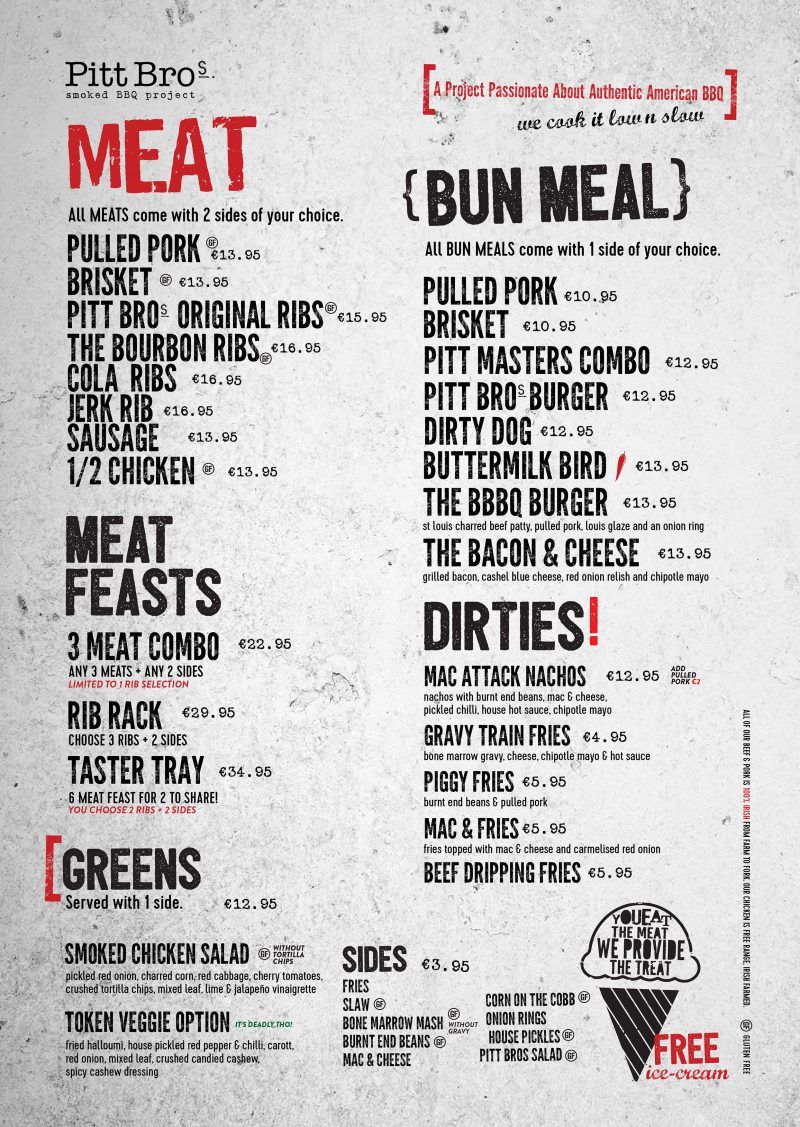 Pitt Bros.
smoked BBQ project
MEAT
All MEATS come with 2 sides of your choice.
PULLED PORK GF €13.95
BRISKET GF €13.95
PITT BROS ORIGINAL RIBS GF €15.95
THE BOURBON RIBS GF €16.95
COLA RIBS €16.95
JERK RIB €16.95
SAUSAGE €13.95
1/2 CHICKEN GF €13.95
MEAT
FEASTS
3 MEAT COMBO €22.95
ANY 3 MEATS + ANY 2 SIDES
LIMITED TO 1 RIB SELECTION
RIB RACK €29.95
CHOOSE 3 RIBS + 2 SIDES
TASTER TRAY €34.95
6 MEAT FEAST FOR 2 TO SHARE!
YOU CHOOSE 2 RIBS + 2 SIDES
[GREENS
Served with 1 side. €12.95
SMOKED CHICKEN SALAD GF WITHOUT
TORTILLA
CHIPS
pickled red onion, charred corn, red cabbage, cherry tomatoes,
crushed tortilla chips, mixed leaf, lime & jalapeño vinaigrette
TOKEN VEGGIE OPTION IT'S DEADLY, THO!
fried halloumi, house pickled red pepper & chilli, carott,
red onion, mixed leaf, crushed candied cashew,
spicy cashew dressing
[A Project Passionate About Authentic American BBQ]
we cook it low n slow
{BUN MEAL}
All BUN MEALS come with 1 side of your choice.
PULLED PORK €10.95
BRISKET €10.95
PITT MASTERS COMBO €12.95
PITT BROS BURGER €12.95
DIRTY DOG €12.95
BUTTERMILK BIRD €13.95
THE BBBQ BURGER €13.95
st louis charred beef patty, pulled pork, louis glaze and an onion ring
THE BACON & CHEESE €13.95
grilled bacon, cashel blue cheese, red onion relish and chipotle mayo
DIRTIES!
MAC ATTACK NACHOS €12.95 ADD
PULLED
PORK €2
nachos with burnt end beans, mac & cheese,
pickled chilli, house hot sauce, chipotle mayo
GRAVY TRAIN FRIES €4.95
bone marrow gravy, cheese, chipotle mayo & hot sauce
PIGGY FRIES €5.95
burnt end beans & pulled pork
MAC & FRIES €5.95
fries topped with mac & cheese and carmelised red onion
BEEF DRIPPING FRIES €5.95
SIDES €3.95
FRIES
SLAW GF
BONE MARROW MASH GF WITHOUT
GRAVY
BURNT END BEANS GF
MAC & CHEESE
CORN ON THE COBB GF
ONION RINGS
HOUSE PICKLES GF
PITT BROS SALAD GF
YOU EAT
THE MEAT
WE PROVIDE
THE TREAT
FREE
ice-cream
ALL OF OUR BEEF & PORK IS 100% IRISH FROM FARM TO FORK. OUR CHICKEN IS FREE RANGE, IRISH FARMED. GF GLUTEN FREE